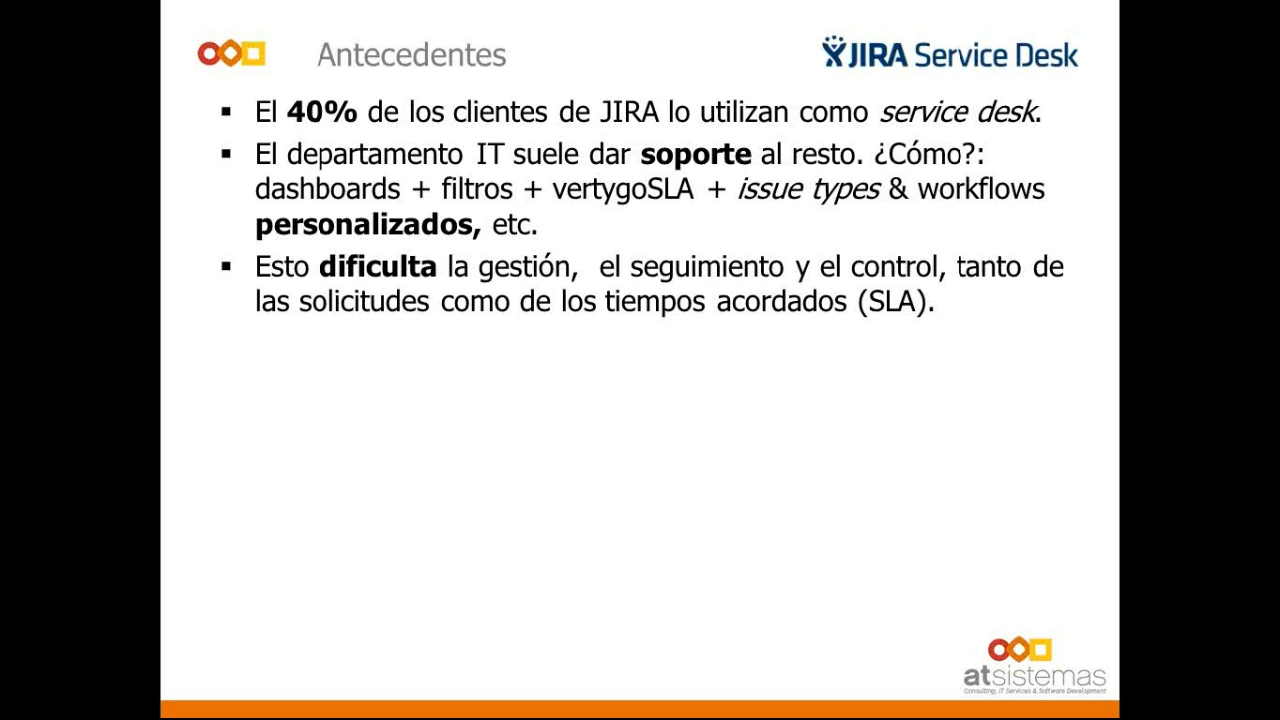 Antecedentes
JIRA Service Desk
▪ El 40% de los clientes de JIRA lo utilizan como service desk.
▪ El departamento IT suele dar soporte al resto. ¿Cómo?:
dashboards + filtros + vertygoSLA + issue types & workflows
personalizados, etc.
▪ Esto dificulta la gestión, el seguimiento y el control, tanto de
las solicitudes como de los tiempos acordados (SLA).
atsistemas
Consulting, IT Services & Software Development